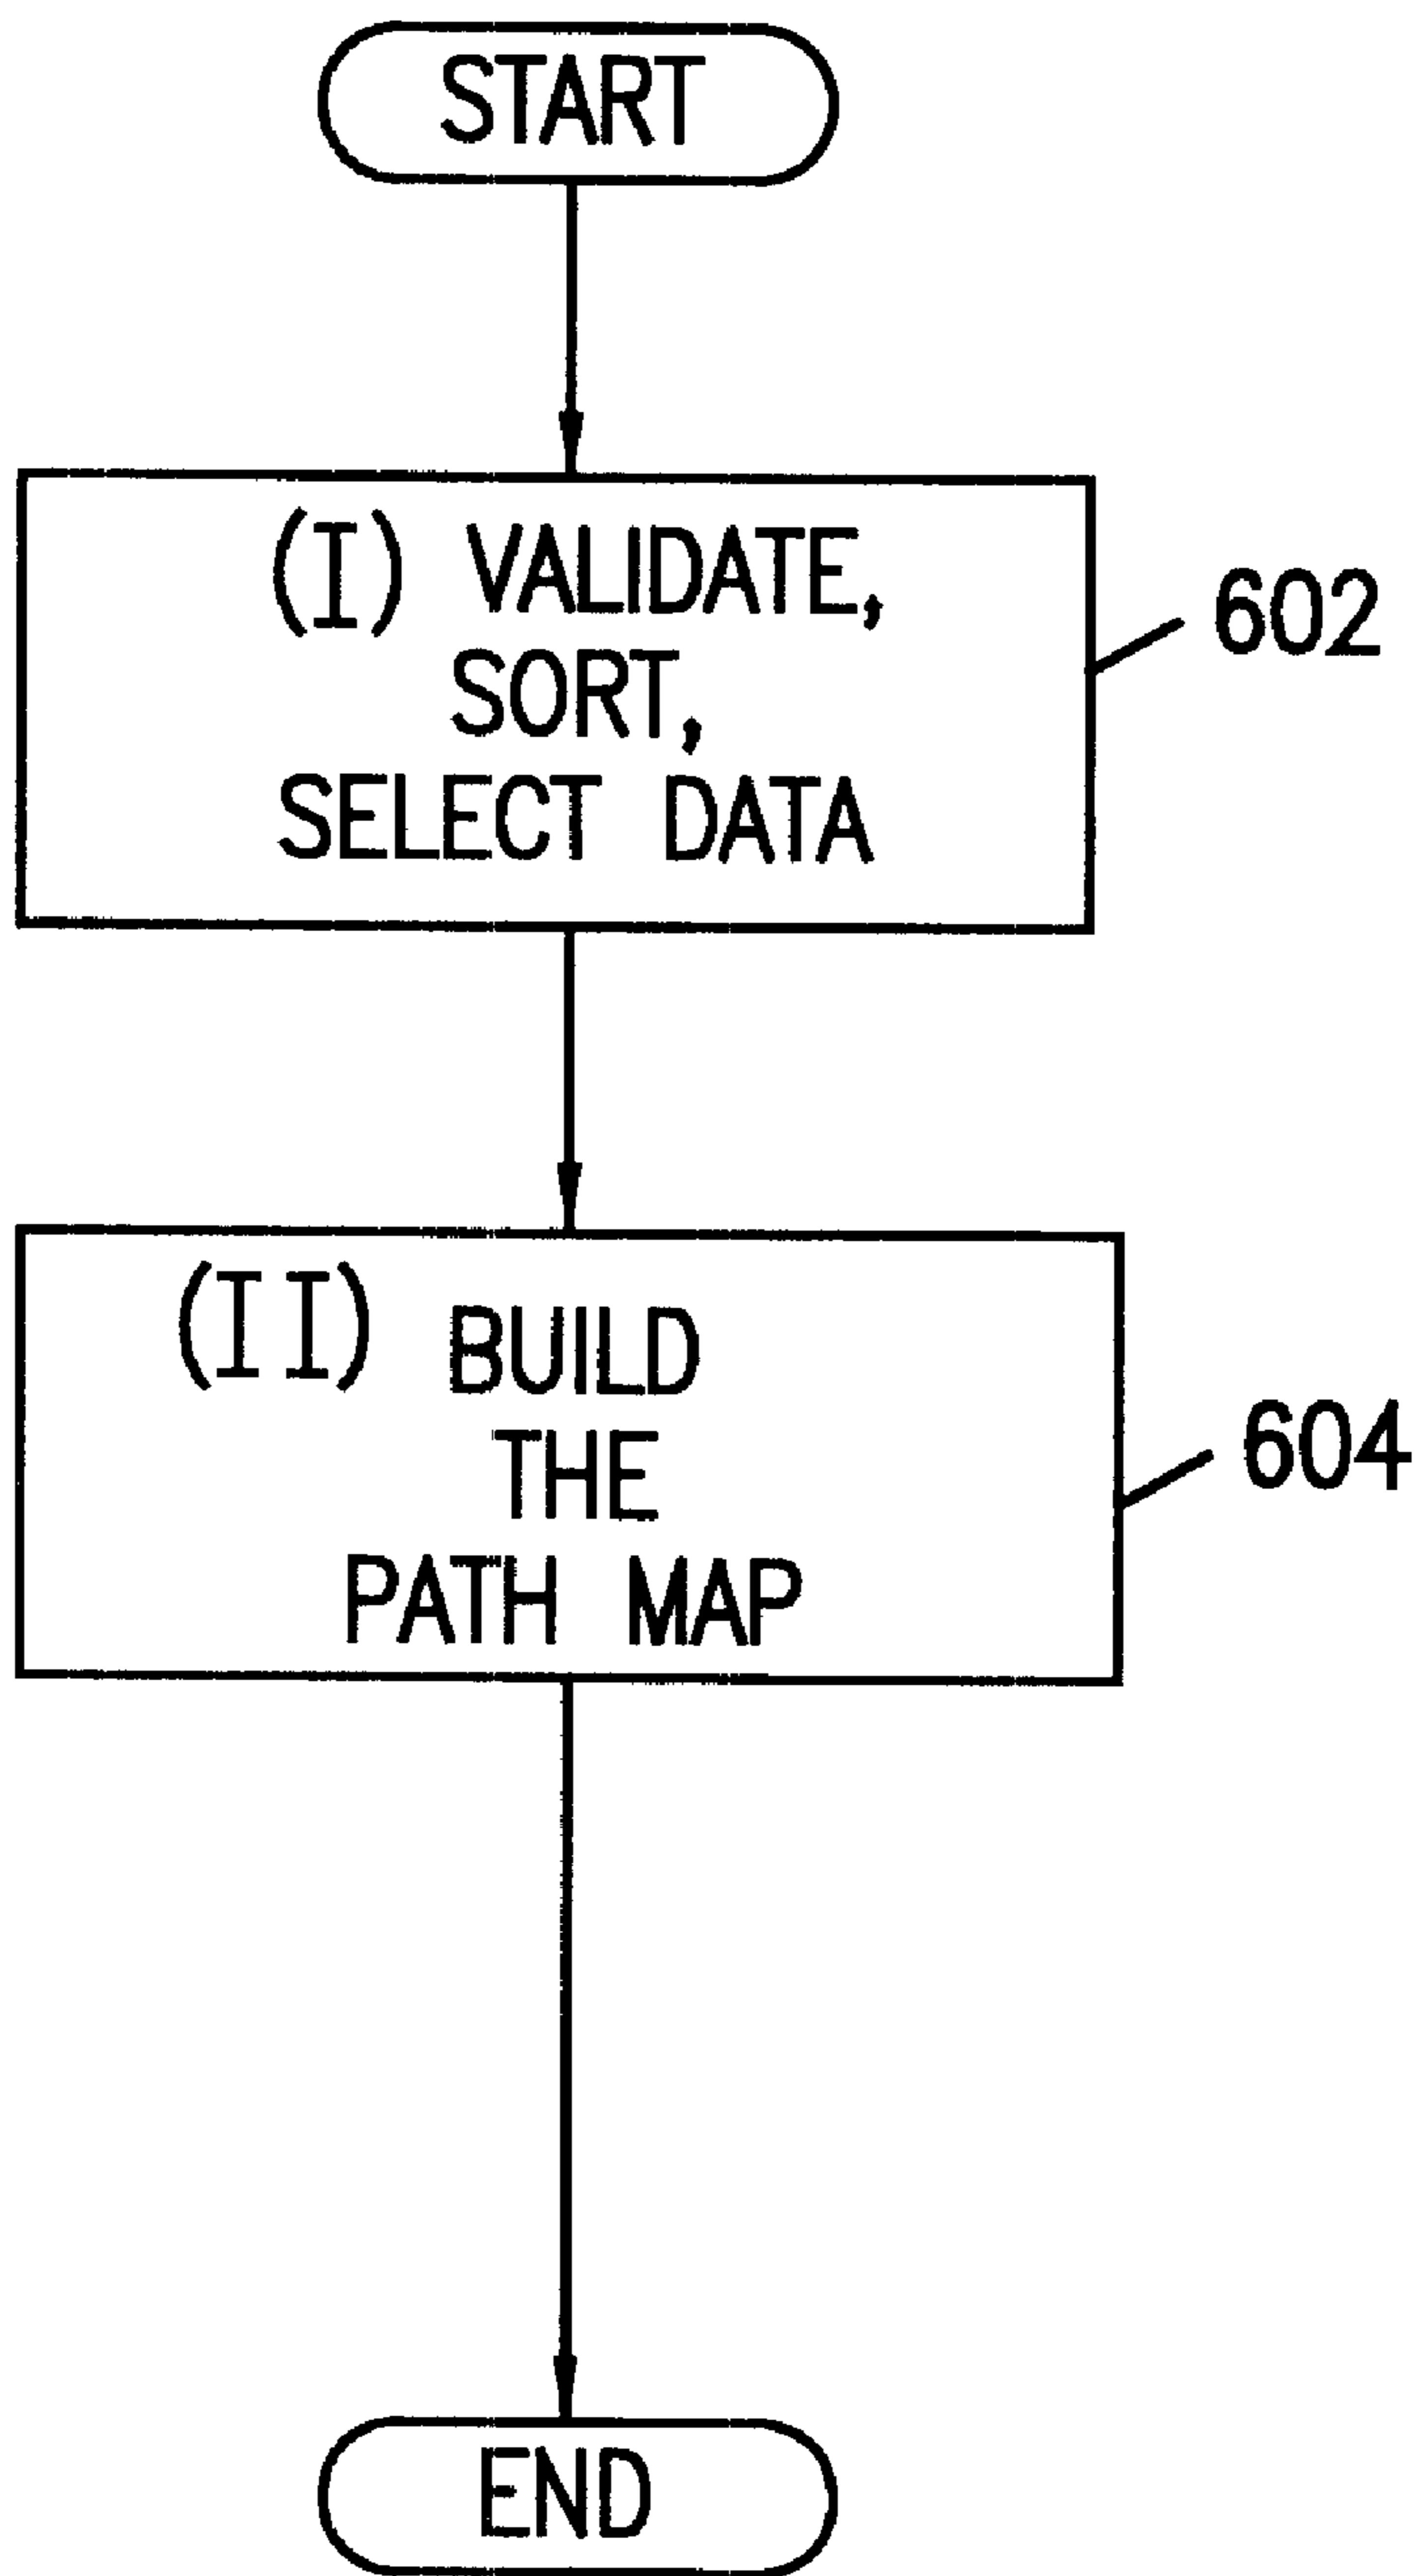 START
(I) VALIDATE,
SORT,
SELECT DATA
602
(II) BUILD
THE
PATH MAP
604
END